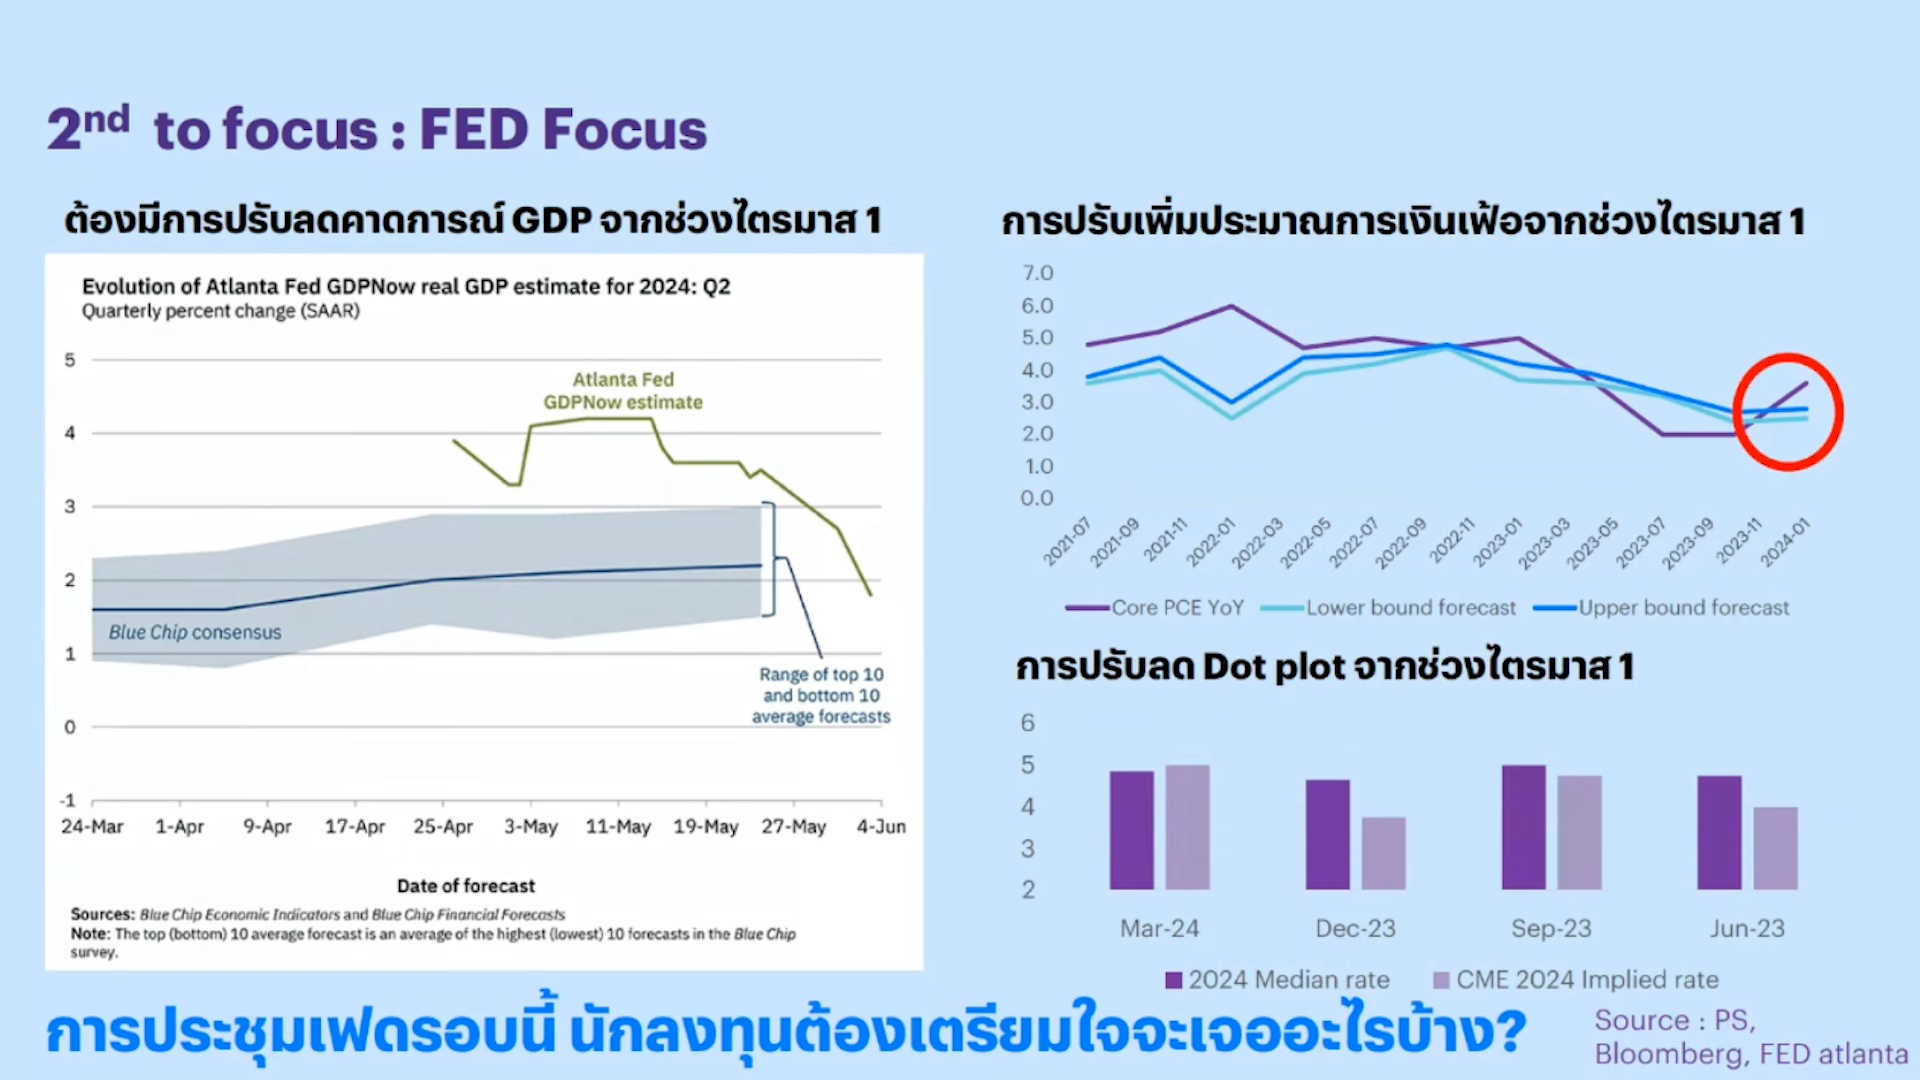 2nd to focus : FED Focus
ต้องมีการปรับลดคาดการณ์ GDP จากช่วงไตรมาส 1
Evolution of Atlanta Fed GDPNow real GDP estimate for 2024: Q2
Quarterly percent change (SAAR)
5
4
3
2
1
0
-1
Atlanta Fed
GDPNow estimate
Blue Chip consensus
Range of top 10
and bottom 10
average forecasts
24-Mar 1-Apr 9-Apr 17-Apr 25-Apr 3-May 11-May 19-May 27-May 4-Jun
Date of forecast
Sources: Blue Chip Economic Indicators and Blue Chip Financial Forecasts
Note: The top (bottom) 10 average forecast is an average of the highest (lowest) 10 forecasts in the Blue Chip
survey.
การปรับเพิ่มประมาณการเงินเฟ้อจากช่วงไตรมาส 1
7.0
6.0
5.0
4.0
3.0
2.0
1.0
0.0
2021-07 2021-09 2021-11 2022-01 2022-03 2022-05 2022-07 2022-09 2022-11 2023-01 2023-03 2023-05 2023-07 2023-09 2023-11 2024-01
Core PCE YoY Lower bound forecast Upper bound forecast
การปรับลด Dot plot จากช่วงไตรมาส 1
6
5
4
3
2
Mar-24 Dec-23 Sep-23 Jun-23
2024 Median rate CME 2024 Implied rate
การประชุมเฟดรอบนี้ นักลงทุนต้องเตรียมใจจะเจออะไรบ้าง?
Source : PS,
Bloomberg, FED atlanta